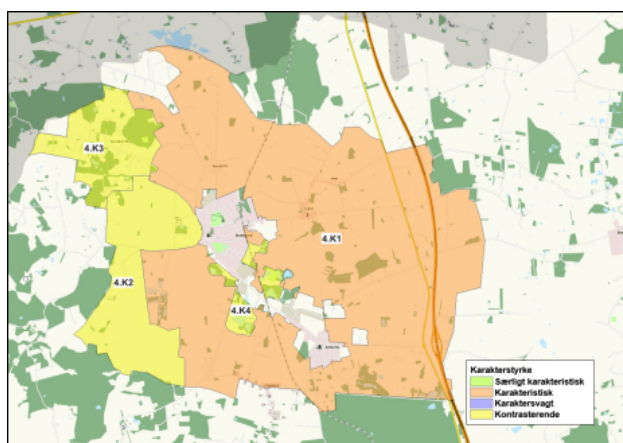 4.K3
4.K1
4.K2
4.K4
Karakterstyrke
Særligt karakteristisk
Karakteristisk
Karaktersvagt
Kontrasterende